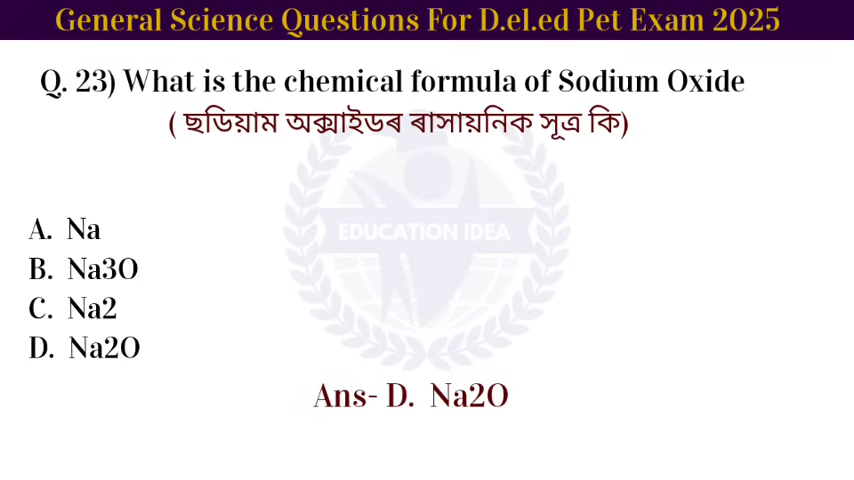 General Science Questions For D.el.ed Pet Exam 2025
Q. 23) What is the chemical formula of Sodium Oxide
( ছডিয়াম অক্সাইডৰ ৰাসায়নিক সূত্ৰ কি)
EDUCATION IDEA
A. Na
B. Na3O
C. Na2
D. Na2O
Ans- D. Na2O